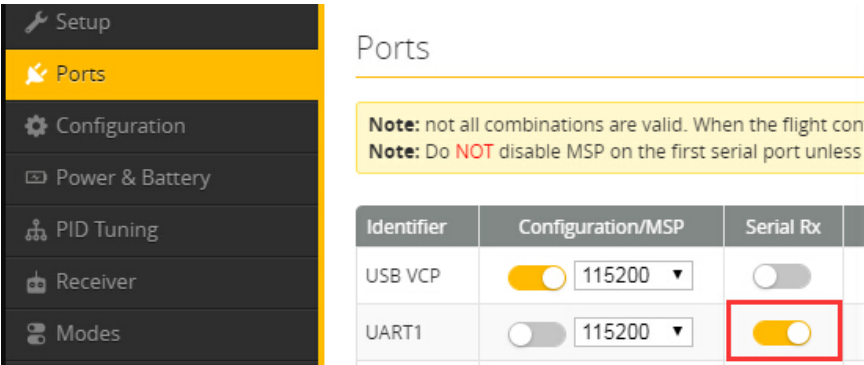 Setup
Ports
Configuration
Power & Battery
PID Tuning
Receiver
Modes
Ports
Note: not all combinations are valid. When the flight con
Note: Do NOT disable MSP on the first serial port unless
Identifier Configuration/MSP Serial Rx
USB VCP 115200
UART1 115200